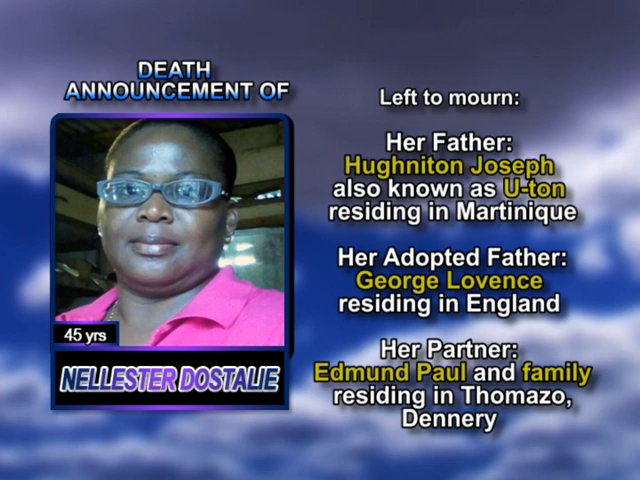 DEATH
ANNOUNCEMENT OF
45 yrs
NELLESTER DOSTALIE
Left to mourn:
Her Father:
Hughniton Joseph
also known as U-ton
residing in Martinique
Her Adopted Father:
George Lovence
residing in England
Her Partner:
Edmund Paul and family
residing in Thomazo,
Dennery